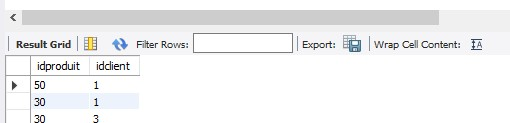 Result Grid Filter Rows: Export: Wrap Cell Content:
idproduit idclient
50 1
30 1
30 3